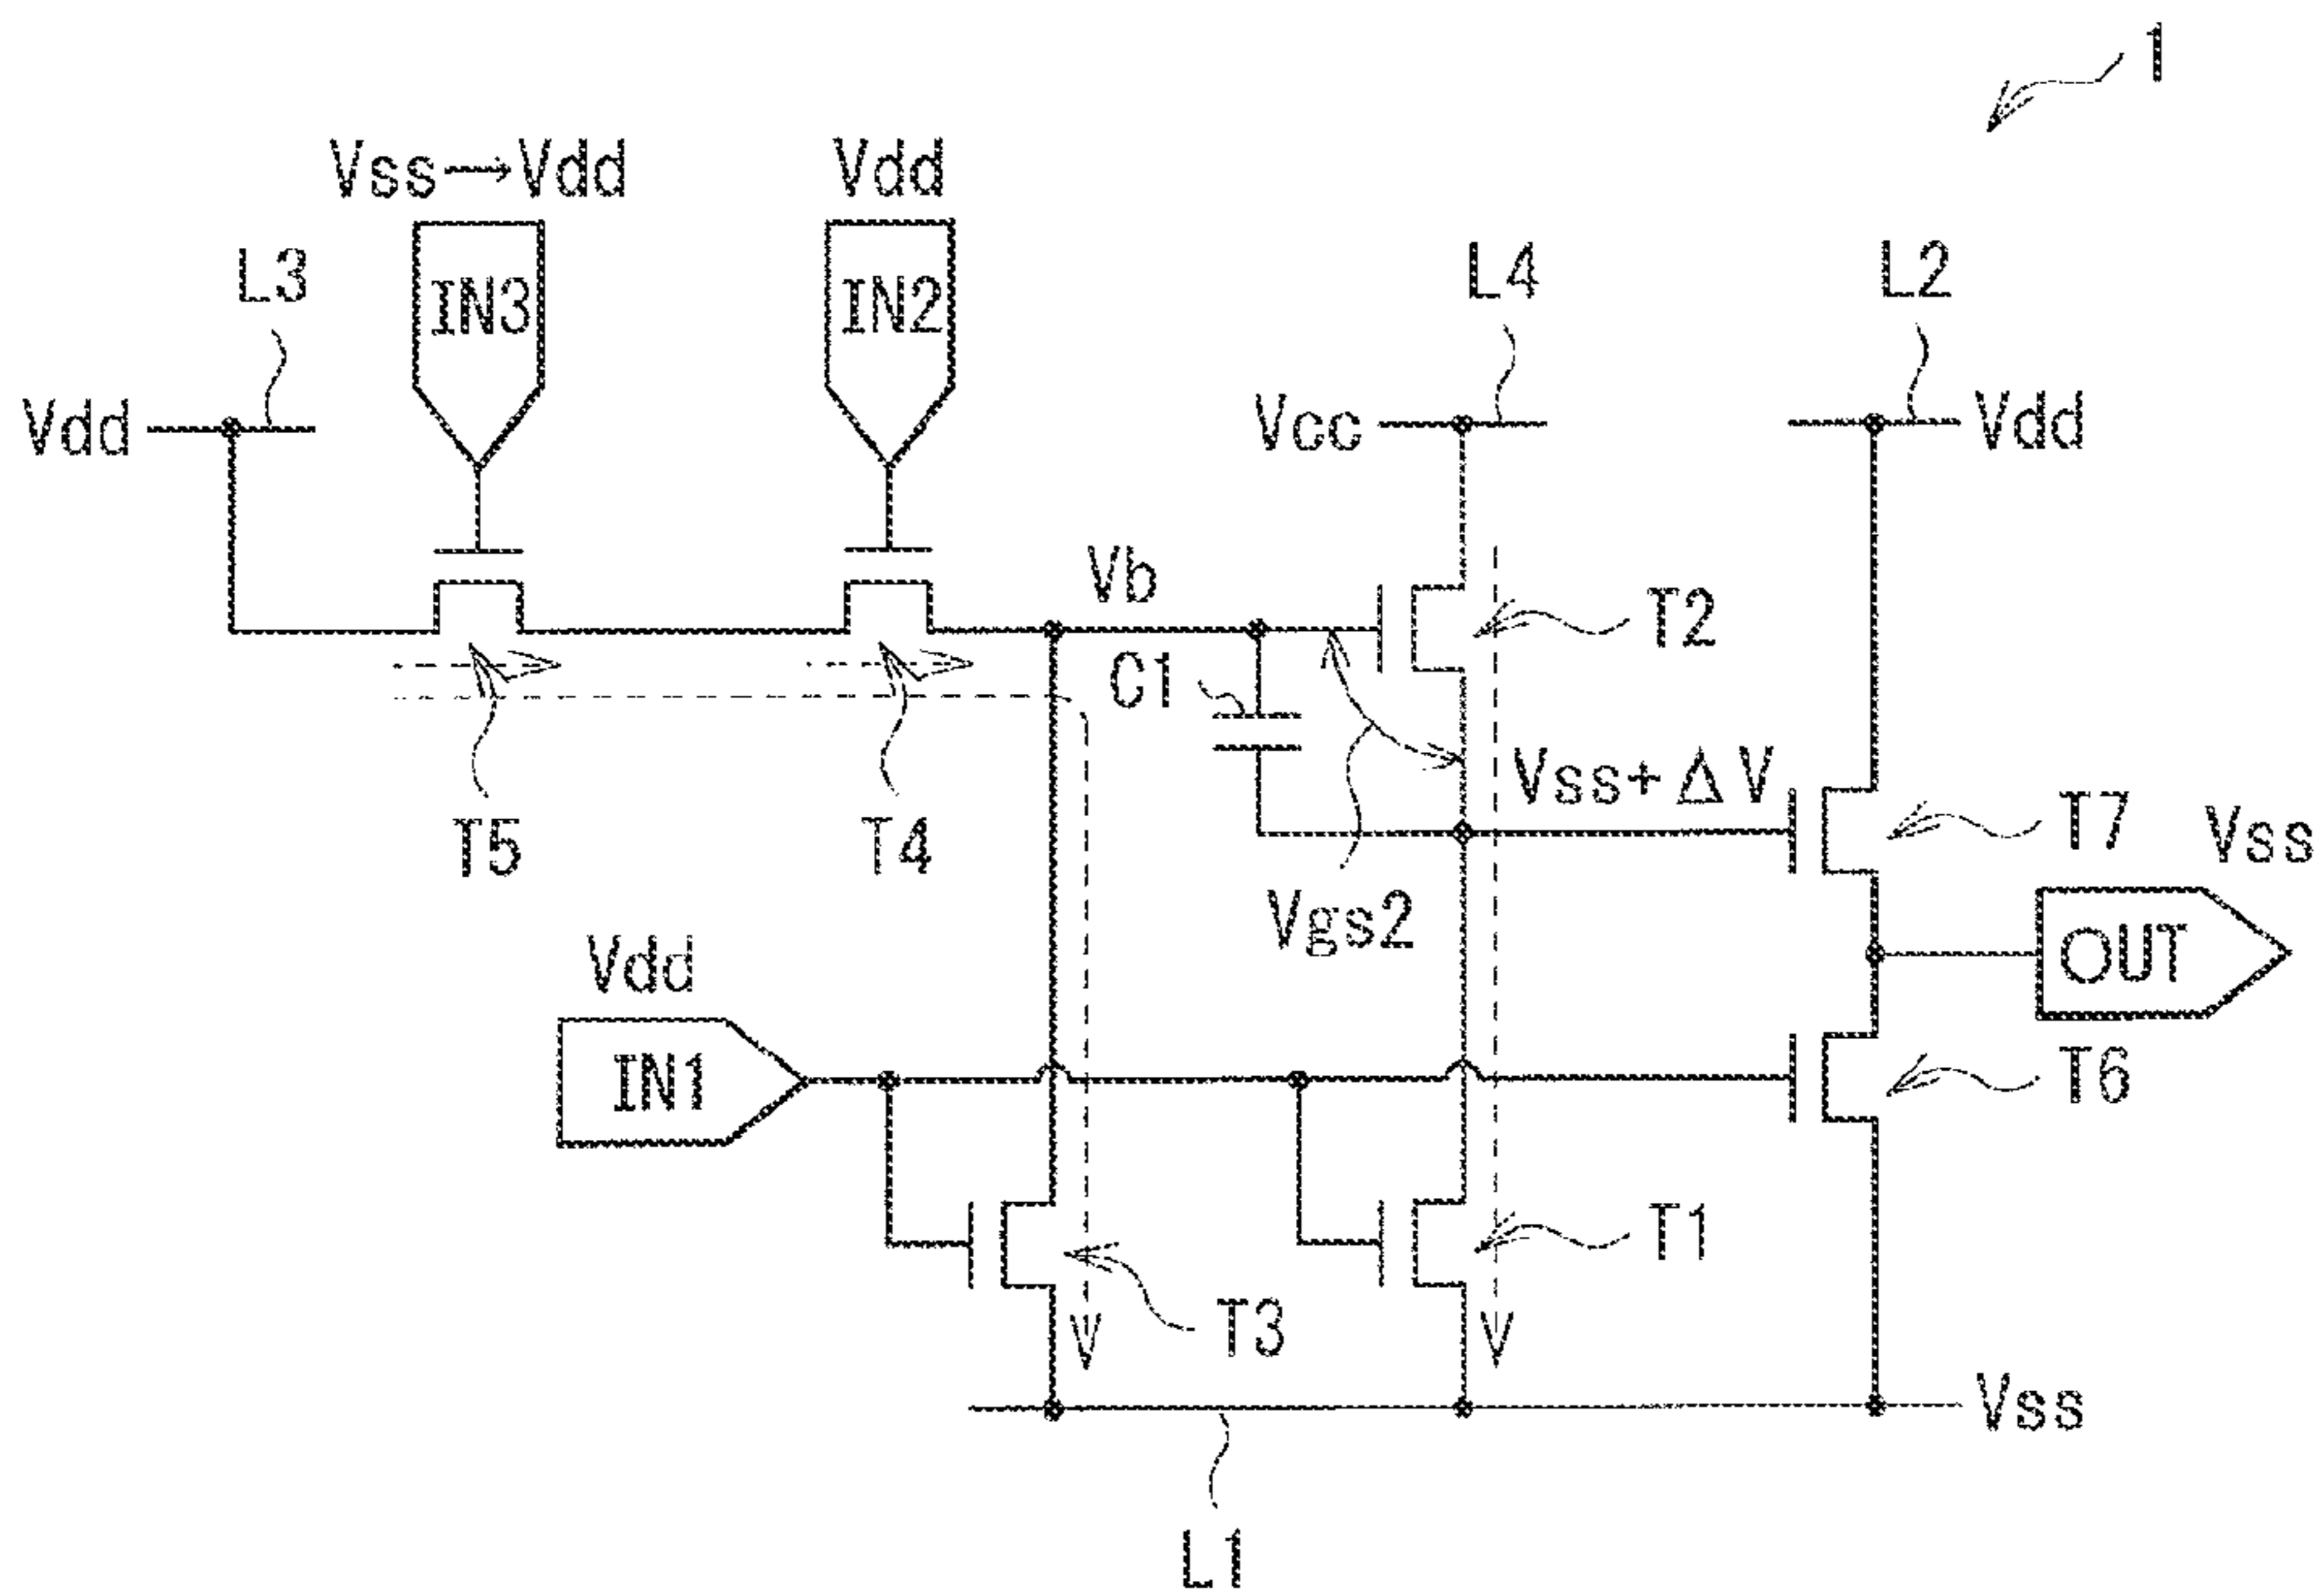 1
Vss→Vdd
Vdd
L3
IN3
IN2
L4
L2
Vdd
Vcc
Vdd
Vb
T2
C1
Vss+ΔV
T5
T4
T7
Vss
Vgs2
Vdd
OUT
IN1
T6
T1
T3
Vss
L1